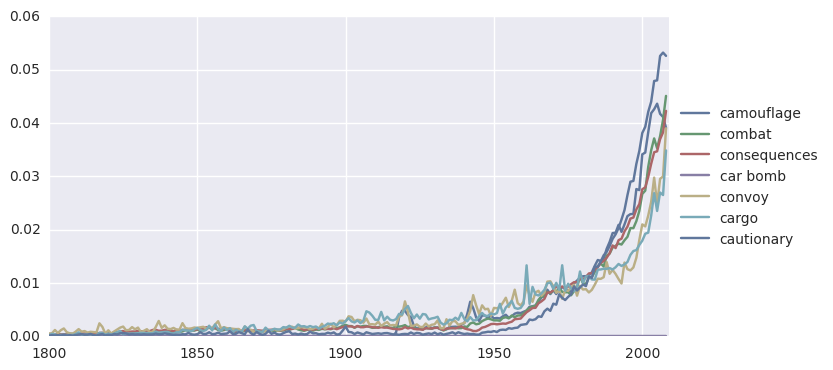 0.06
0.05
0.04
0.03
0.02
0.01
0.00
1800 1850 1900 1950 2000
camouflage
combat
consequences
car bomb
convoy
cargo
cautionary